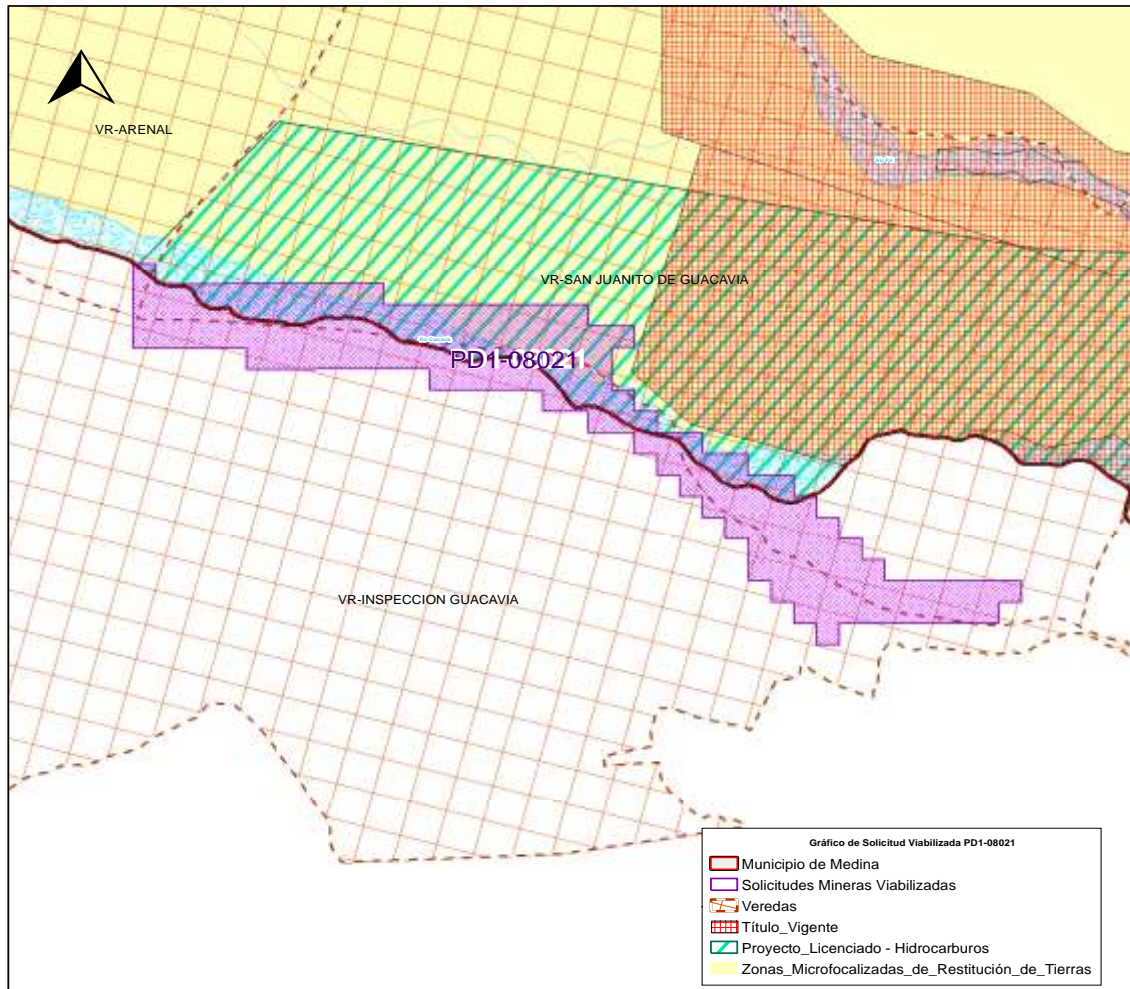 VR-ARENAL
VR-SAN JUANITO DE GUACAVIA
PD1-08021
VR-INSPECCION GUACAVIA
Gráfico de Solicitud Viabilizada PD1-08021
Municipio de Medina
Solicitudes Mineras Viabilizadas
Veredas
Título_Vigente
Proyecto_Licenciado - Hidrocarburos
Zonas_Microfocalizadas_de_Restitución_de_Tierras